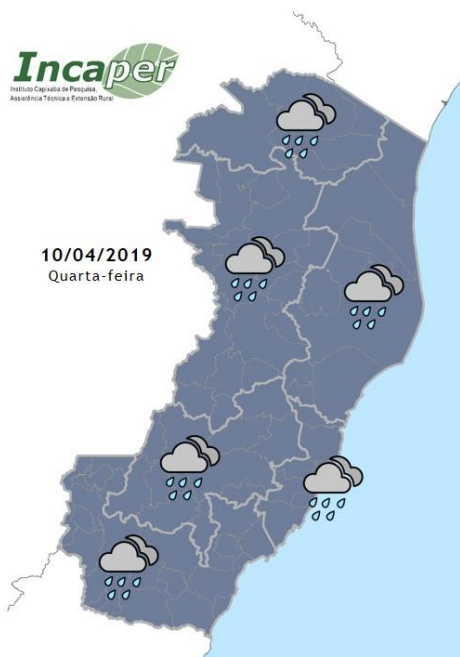 Incaper
Instituto Capixaba de Pesquisa,
Assistência Técnica e Extensão Rural
10/04/2019
Quarta-feira